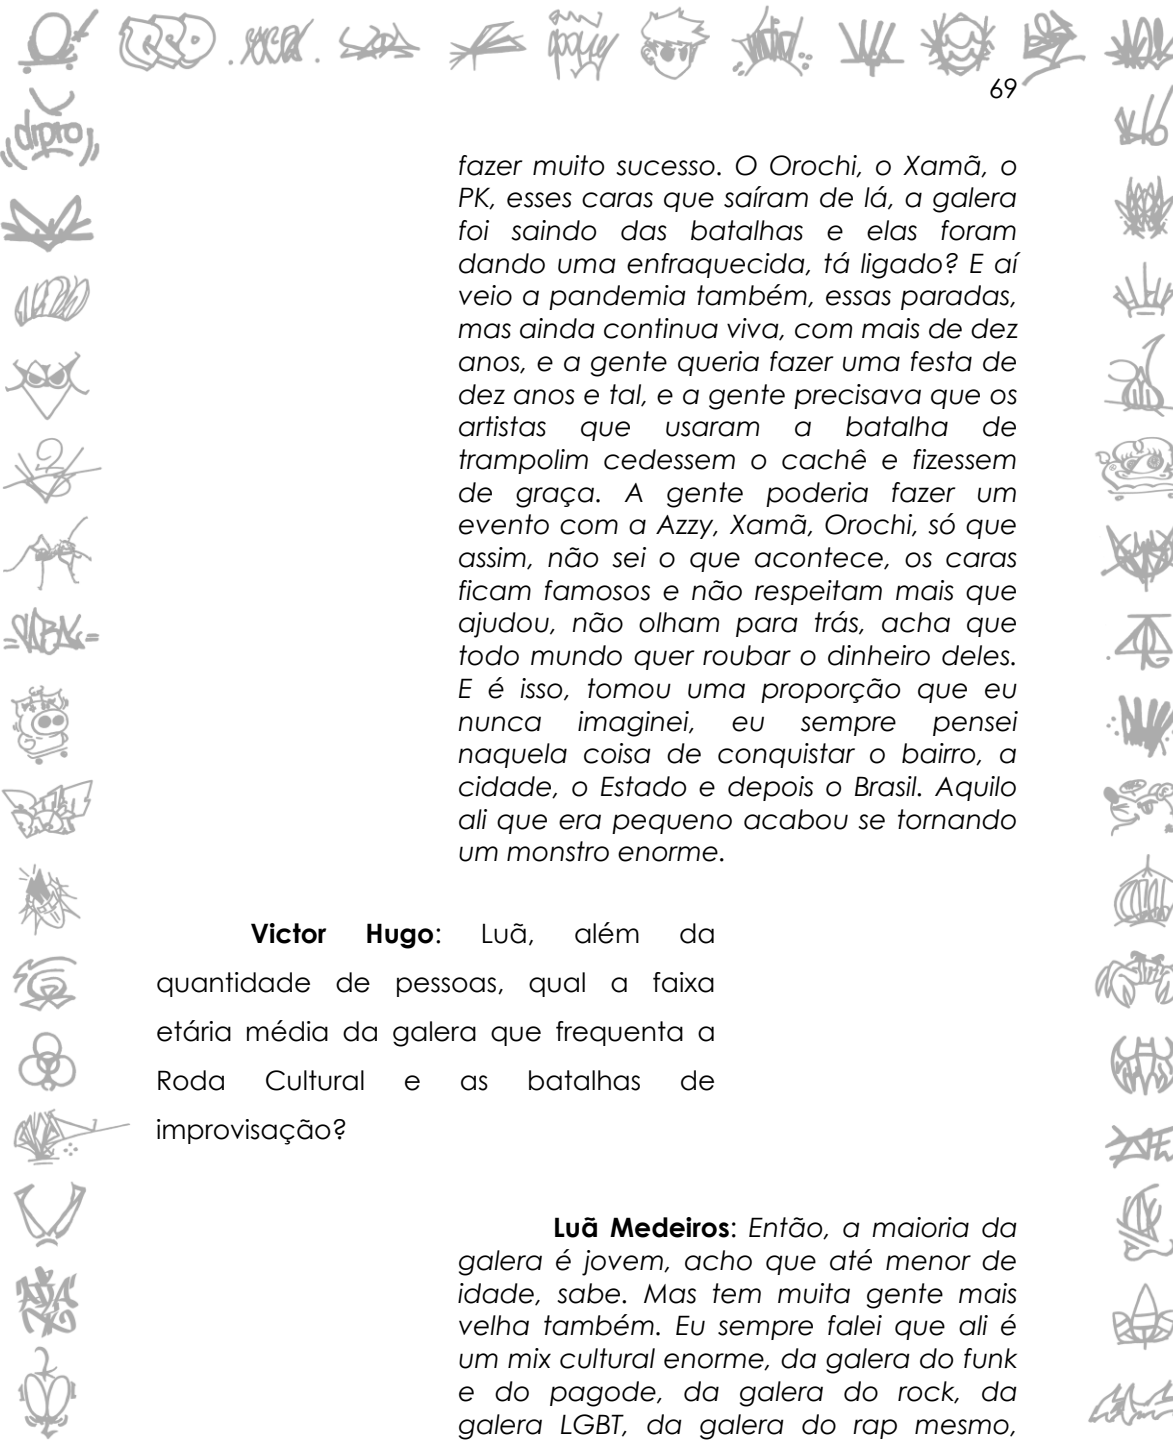 69
fazer muito sucesso. O Orochi, o Xamã, o
PK, esses caras que saíram de lá, a galera
foi saindo das batalhas e elas foram
dando uma enfraquecida, tá ligado? E aí
veio a pandemia também, essas paradas,
mas ainda continua viva, com mais de dez
anos, e a gente queria fazer uma festa de
dez anos e tal, e a gente precisava que os
artistas que usaram a batalha de
trampolim cedessem o cachê e fizessem
de graça. A gente poderia fazer um
evento com a Azzy, Xamã, Orochi, só que
assim, não sei o que acontece, os caras
ficam famosos e não respeitam mais que
ajudou, não olham para trás, acha que
todo mundo quer roubar o dinheiro deles.
E é isso, tomou uma proporção que eu
nunca imaginei, eu sempre pensei
naquela coisa de conquistar o bairro, a
cidade, o Estado e depois o Brasil. Aquilo
ali que era pequeno acabou se tornando
um monstro enorme.
Victor Hugo: Luã, além da
quantidade de pessoas, qual a faixa
etária média da galera que frequenta a
Roda Cultural e as batalhas de
improvisação?
Luã Medeiros: Então, a maioria da
galera é jovem, acho que até menor de
idade, sabe. Mas tem muita gente mais
velha também. Eu sempre falei que ali é
um mix cultural enorme, da galera do funk
e do pagode, da galera do rock, da
galera LGBT, da galera do rap mesmo,